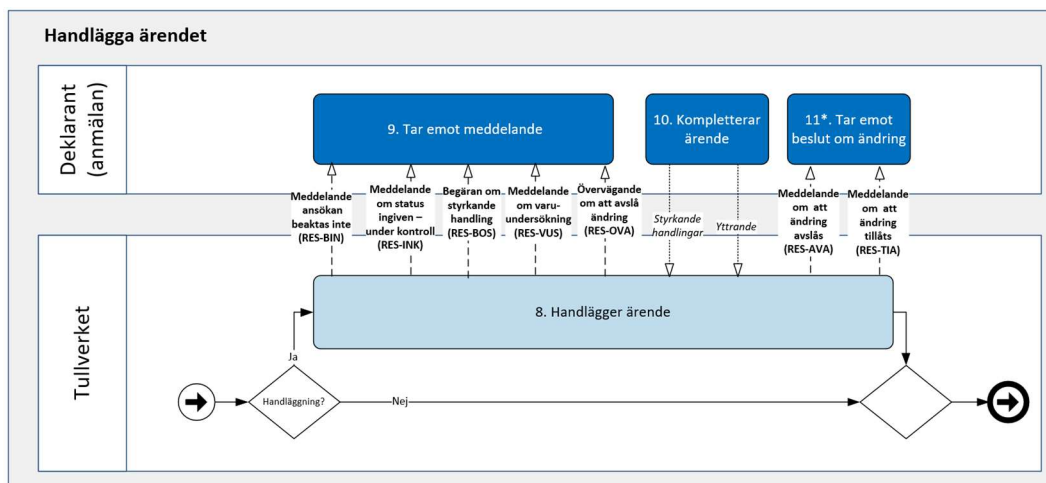 Handlägga ärendet
Deklarant
(anmälan)
9. Tar emot meddelande
10. Kompletterar
ärende
11*. Tar emot
beslut om ändring
Meddelande
ansökan
beaktas inte
(RES-BIN)
Meddelande
om status
ingiven –
under kontroll
(RES-INK)
Begäran om
styrkande
handling
(RES-BOS)
Meddelande
om varu-
undersökning
(RES-VUS)
Övervägande
om att avslå
ändring
(RES-OVA)
Styrkande
handlingar
Yttrande
Meddelande
om att
ändring
avslås
(RES-AVA)
Meddelande
om att
ändring
tillåts
(RES-TIA)
Tullverket
8. Handlägger ärende
Ja
Handläggning?
Nej